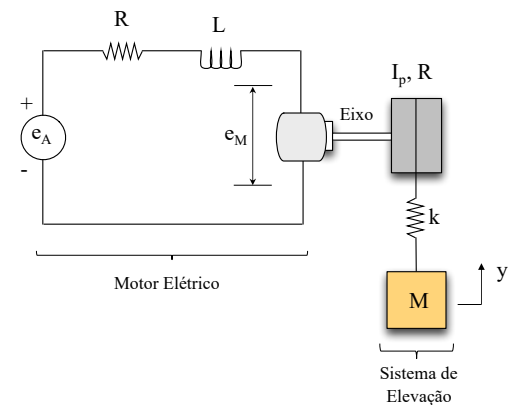 R
L
I_p, R
+
e_A
-
e_M
Eixo
k
M
y
Motor Elétrico
Sistema de
Elevação